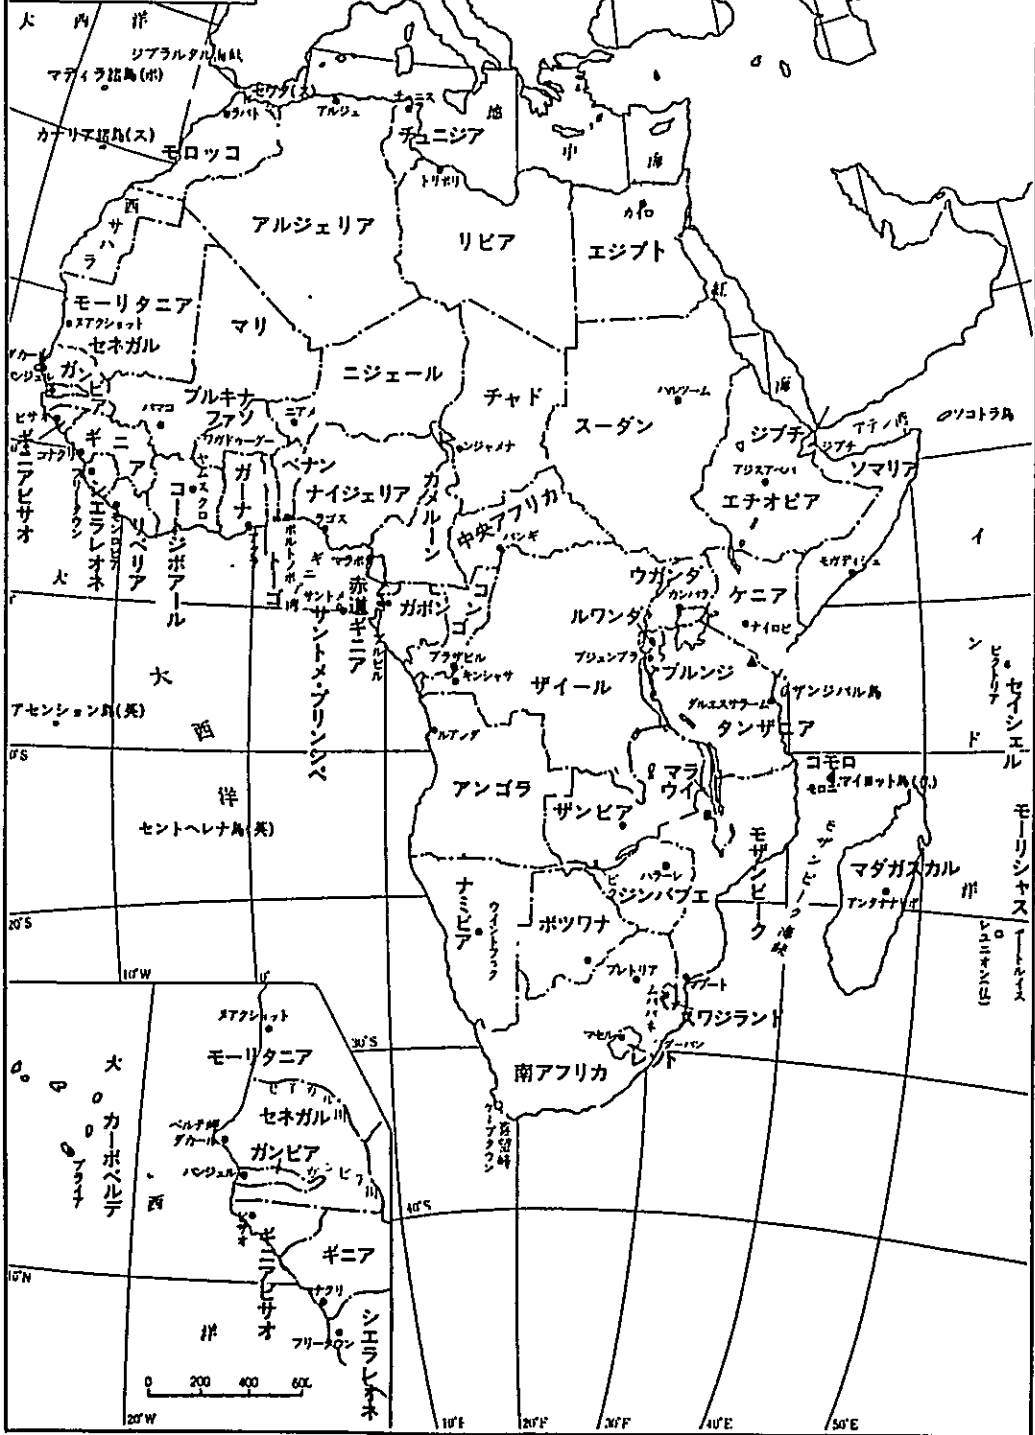 大西洋
ジブラルタル
マディラ諸島(ポ)
セウタ(ス)
ラバト
アルジェ
チュニス
チュニジア
地中海
カナリア諸島(ス)
モロッコ
トリポリ
西サハラ
アルジェリア
リビア
カイロ
エジプト
紅海
モーリタニア
ヌアクショット
マリ
セネガル
ダカール
ガンビア
バンジュル
ニジェール
チャド
ハルツーム
スーダン
ブルキナ
ファソ
ニアメ
バマコ
ワガドゥーグー
ンジャメナ
ジブチ
ジブチ
アデン湾
ソコトラ島
ソマリア
アジスアベバ
エチオピア
ビサオ
ギニアビサオ
コナクリ
ギニア
フリータウン
シエラレオネ
モンロビア
リベリア
ヤムスクロ
コートジボアール
ガーナ
アクラ
トーゴ
ベナン
ポルトノボ
ナイジェリア
ラゴス
カメルーン
中央アフリカ
バンギ
ギニ
湾
マラボ
赤道ギニア
サントメ
サントメ・プリンシペ
ガボン
コンゴ
ブラザビル
キンシャサ
ザイール
ウガンダ
カンパラ
ケニア
ナイロビ
モガディシュ
ルワンダ
ブジュンブラ
ブルンジ
ザンジバル島
ダルエスサラーム
タンザニア
ビクトリア
セイシェル
インド洋
大西洋
アセンション島(英)
セントヘレナ島(英)
ルアンダ
アンゴラ
ザンビア
マラ
ウイ
コモロ
モロニ
マイヨット島(仏)
モザンビーク
モザンビーク海峡
マダガスカル
アンタナナリボ
モーリシャス
ポートルイス
レユニオン(仏)
ハラーレ
ジンバブエ
ナミビア
ウイントフック
ボツワナ
プレトリア
マプート
ムババネ
スワジランド
マセル
ダーバン
南アフリカ
ケープタウン
喜望峰
20°S
10°W
0°
30°S
40°S
ヌアクショット
モーリタニア
セネガル川
セネガル
ベルデ岬
ダカール
ガンビア
ガンビア川
バンジュル
大西洋
カーボベルデ
プライア
ビサオ
ギニアビサオ
ギニア
フリータウン
シエラレオネ
10°N
0 200 400 600
20°W
10°E
20°E
30°E
40°E
50°E